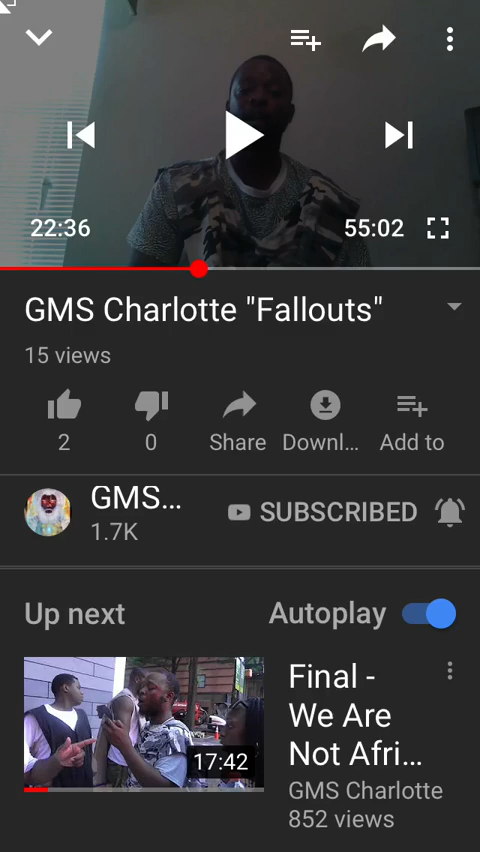 22:36
55:02
GMS Charlotte "Fallouts"
15 views
2
0
Share
Downl...
Add to
GMS...
SUBSCRIBED
1.7K
Up next
Autoplay
Final -
We Are
Not Afri...
17:42
GMS Charlotte
852 views